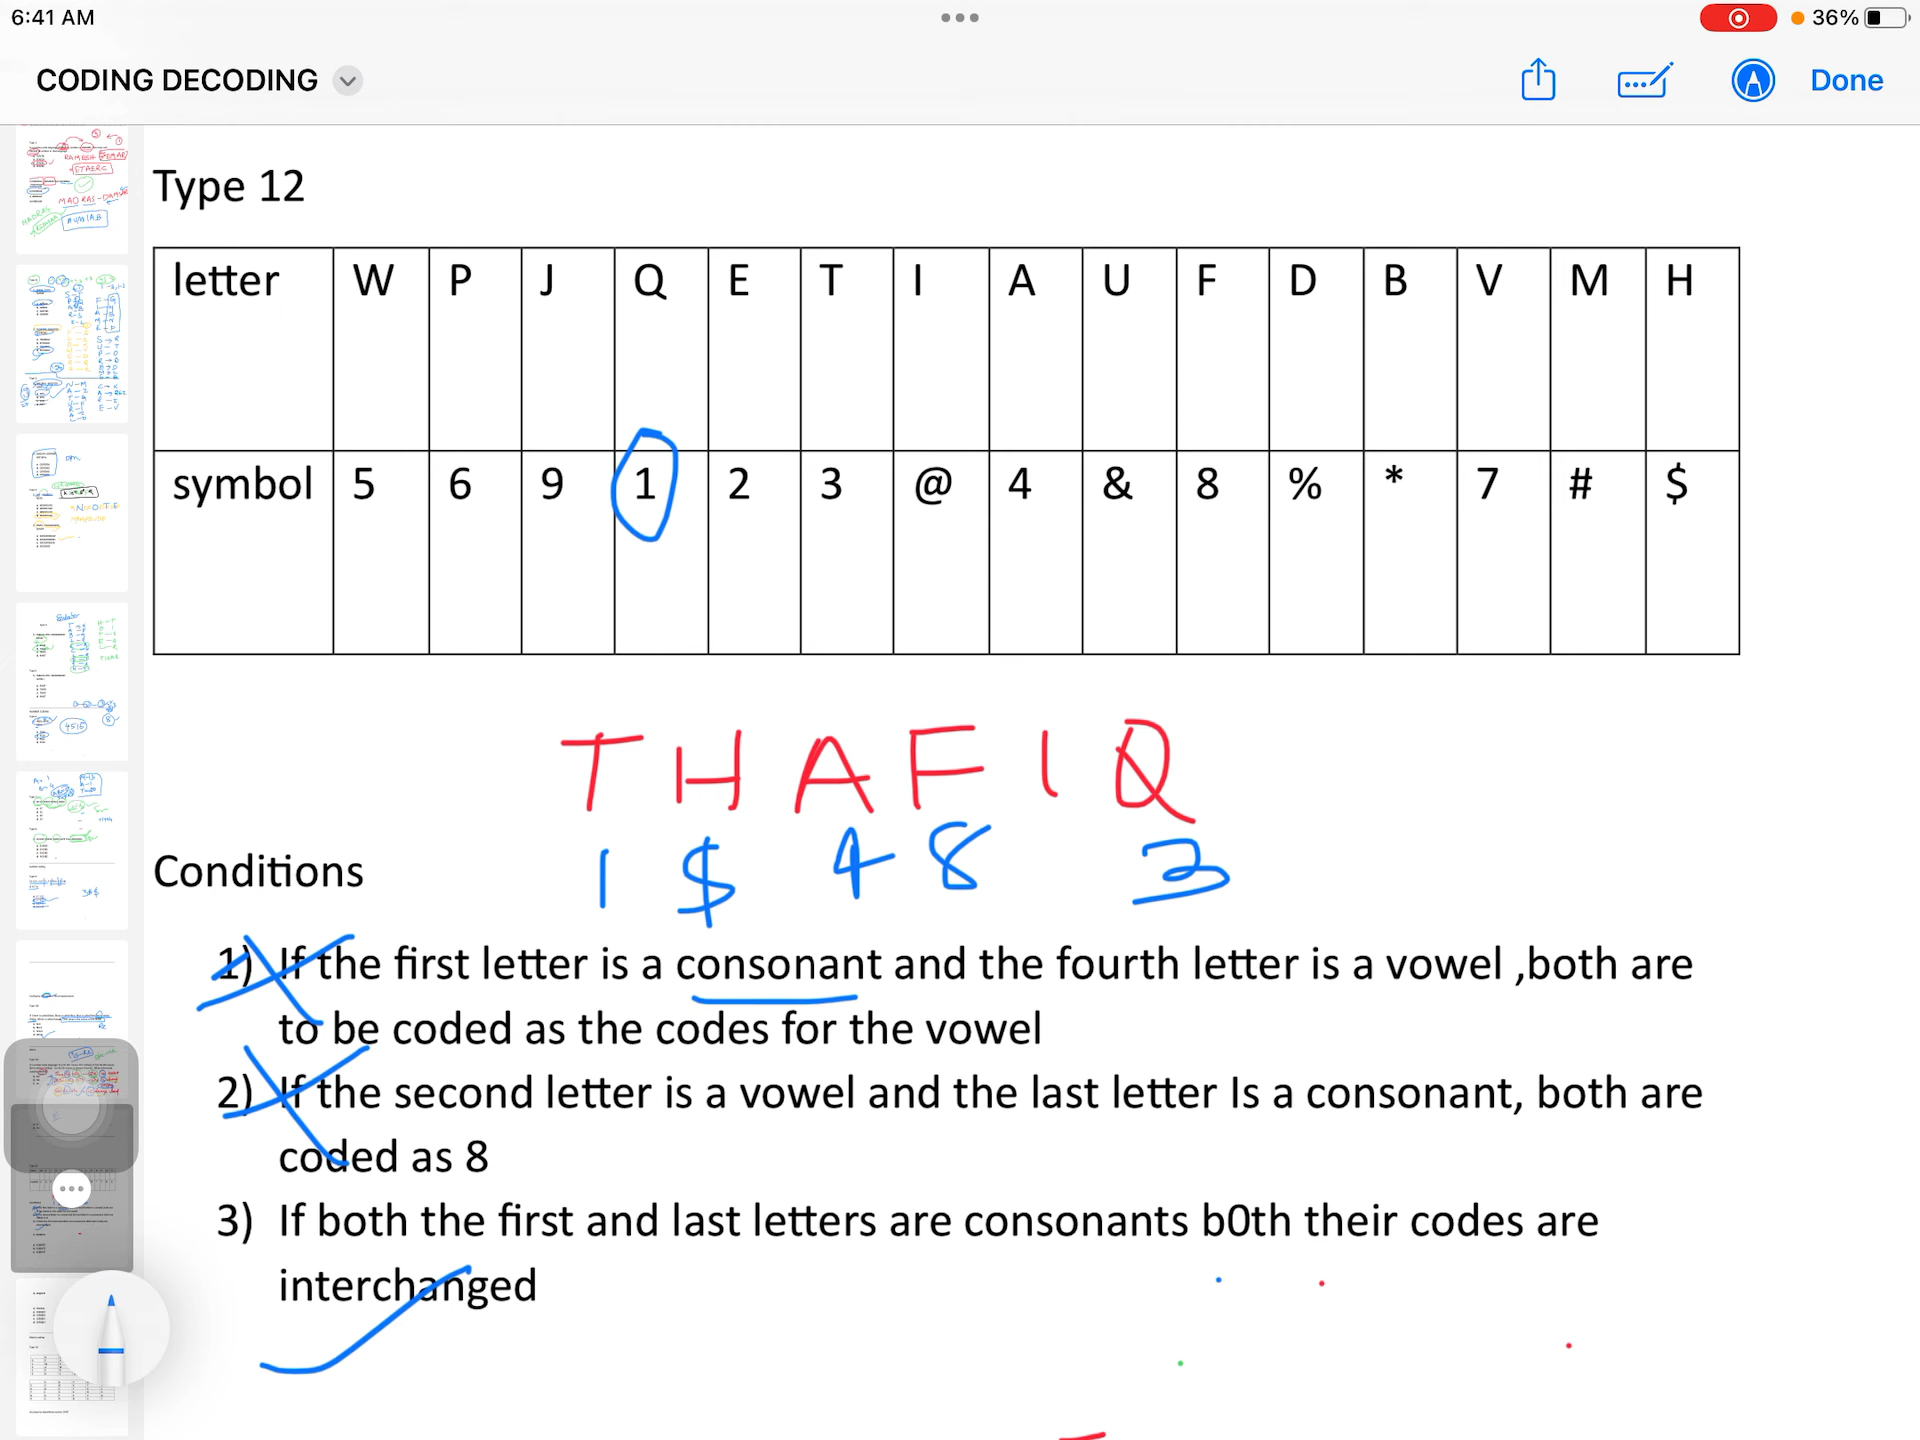 6:41 AM
36%
CODING DECODING
Done
Type 12
letter W P J Q E T I A U F D B V M H
symbol 5 6 9 1 2 3 @ 4 & 8 % * 7 # $
T H A F I Q
1 $ 4 8 3
Conditions
1) If the first letter is a consonant and the fourth letter is a vowel ,both are
to be coded as the codes for the vowel
2) If the second letter is a vowel and the last letter Is a consonant, both are
coded as 8
3) If both the first and last letters are consonants b0th their codes are
interchanged